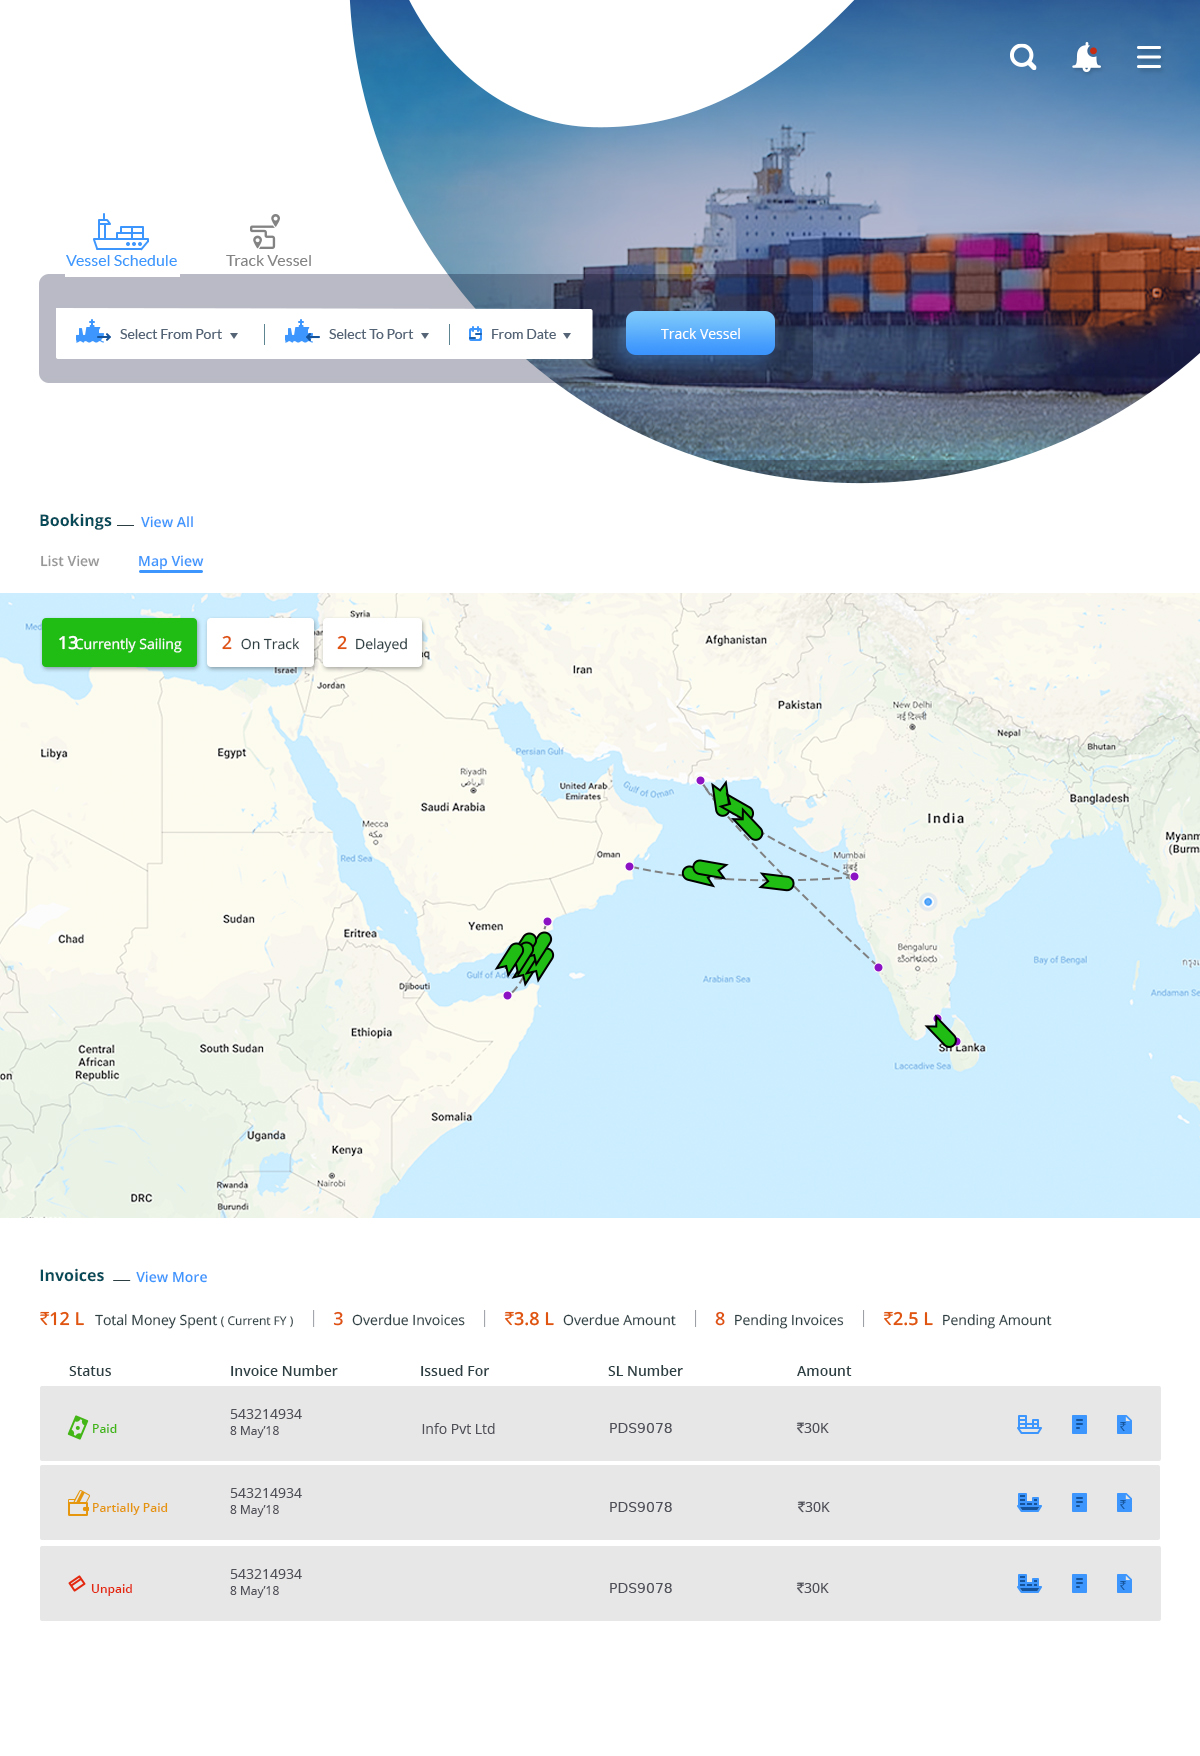 Vessel Schedule
Track Vessel
Select From Port
Select To Port
From Date
Track Vessel
Bookings
View All
List View
Map View
13 Currently Sailing
2 On Track
2 Delayed
Syria
Israel
Jordan
Afghanistan
Iran
Pakistan
New Delhi
नई दिल्ली
Nepal
Bhutan
Libya
Egypt
Persian Gulf
Riyadh
الرياض
United Arab
Emirates
Gulf of Oman
Saudi Arabia
Bangladesh
India
Mecca
مكة
Red Sea
Oman
Mumbai
Sudan
Yemen
Eritrea
Chad
Bengaluru
ಬೆಂಗಳೂರು
Bay of Bengal
Arabian Sea
Gulf of
Djibouti
Andaman Se
Ethiopia
South Sudan
Central
African
Republic
Sri Lanka
Laccadive Sea
Somalia
Uganda
Kenya
Nairobi
Rwanda
Burundi
DRC
Invoices
View More
₹12 L Total Money Spent ( Current FY )
3 Overdue Invoices
₹3.8 L Overdue Amount
8 Pending Invoices
₹2.5 L Pending Amount
Status Invoice Number Issued For SL Number Amount
Paid 543214934 Info Pvt Ltd PDS9078 ₹30K
8 May'18
Partially Paid 543214934 PDS9078 ₹30K
8 May'18
Unpaid 543214934 PDS9078 ₹30K
8 May'18